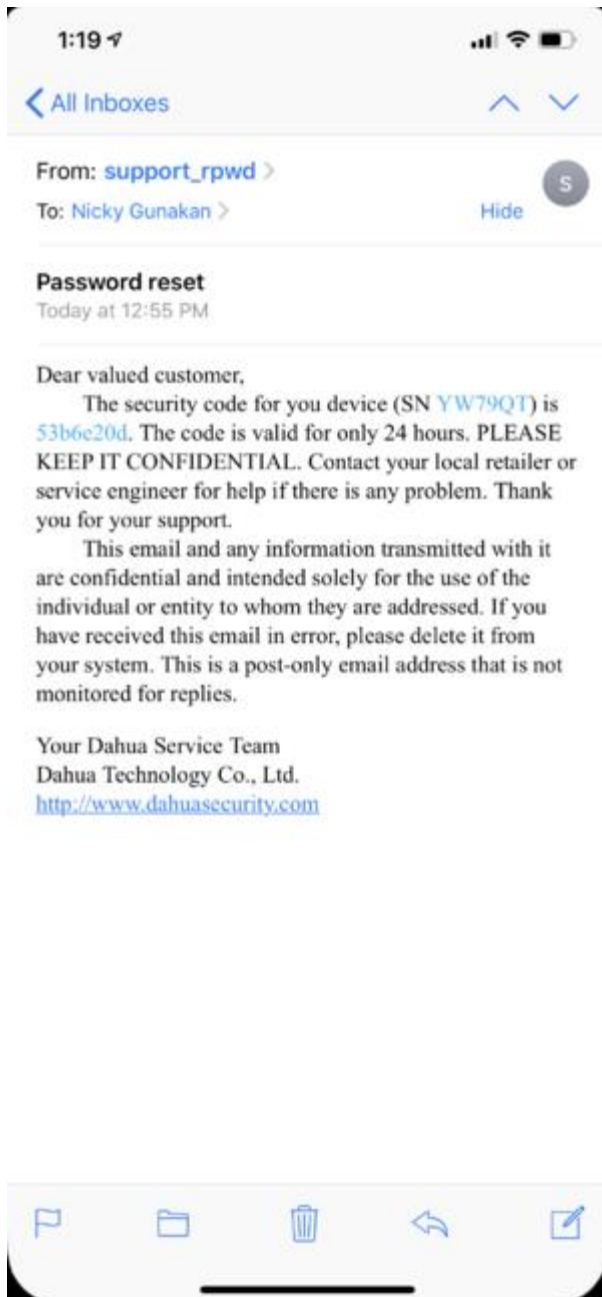 1:19
All Inboxes
From: support_rpwd
To: Nicky Gunakan
Hide
S
Password reset
Today at 12:55 PM
Dear valued customer,
The security code for you device (SN YW79QT) is
53b6e20d. The code is valid for only 24 hours. PLEASE
KEEP IT CONFIDENTIAL. Contact your local retailer or
service engineer for help if there is any problem. Thank
you for your support.
This email and any information transmitted with it
are confidential and intended solely for the use of the
individual or entity to whom they are addressed. If you
have received this email in error, please delete it from
your system. This is a post-only email address that is not
monitored for replies.
Your Dahua Service Team
Dahua Technology Co., Ltd.
http://www.dahuasecurity.com